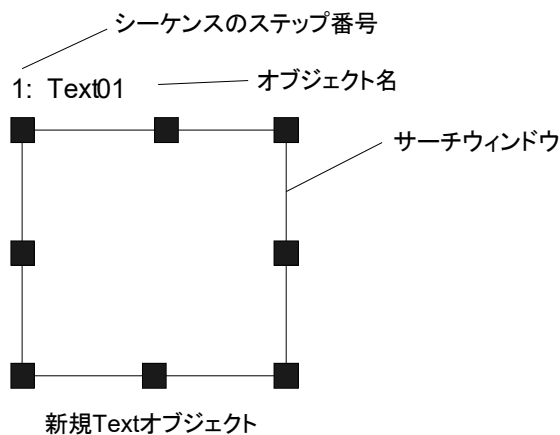 シーケンスのステップ番号
1: Text01
オブジェクト名
サーチウィンドウ
新規Textオブジェクト